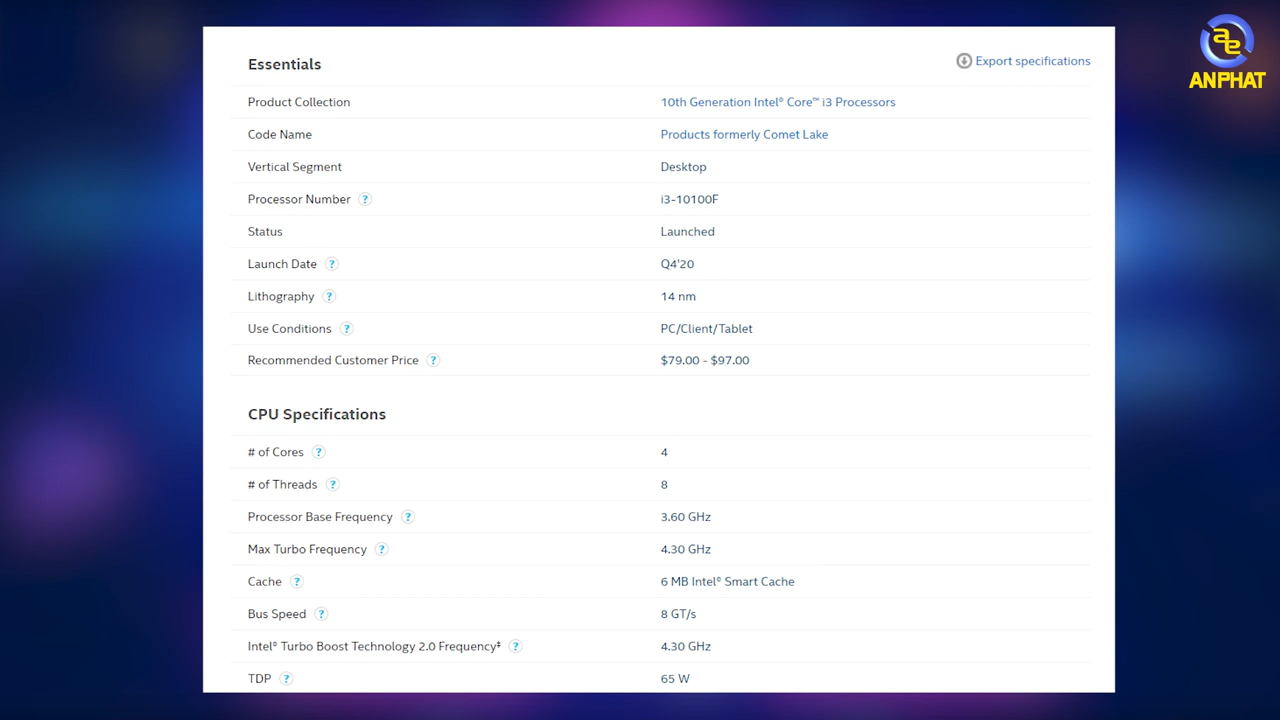 ae
ANPHAT
Essentials
Export specifications
Product Collection 10th Generation Intel® Core™ i3 Processors
Code Name Products formerly Comet Lake
Vertical Segment Desktop
Processor Number ? i3-10100F
Status Launched
Launch Date ? Q4'20
Lithography ? 14 nm
Use Conditions ? PC/Client/Tablet
Recommended Customer Price ? $79.00 - $97.00
CPU Specifications
# of Cores ? 4
# of Threads ? 8
Processor Base Frequency ? 3.60 GHz
Max Turbo Frequency ? 4.30 GHz
Cache ? 6 MB Intel® Smart Cache
Bus Speed ? 8 GT/s
Intel® Turbo Boost Technology 2.0 Frequency‡ ? 4.30 GHz
TDP ? 65 W